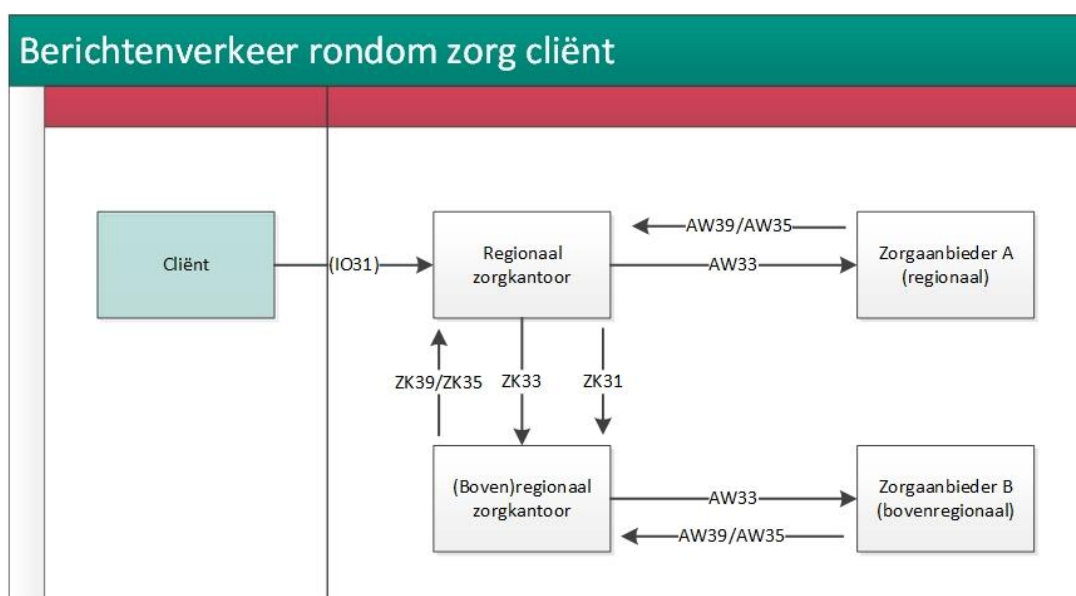 Berichtenverkeer rondom zorg cliënt
Cliënt
(IO31)
Regionaal
zorgkantoor
AW39/AW35
AW33
Zorgaanbieder A
(regionaal)
ZK39/ZK35
ZK33
ZK31
(Boven)regionaal
zorgkantoor
AW33
AW39/AW35
Zorgaanbieder B
(bovenregionaal)